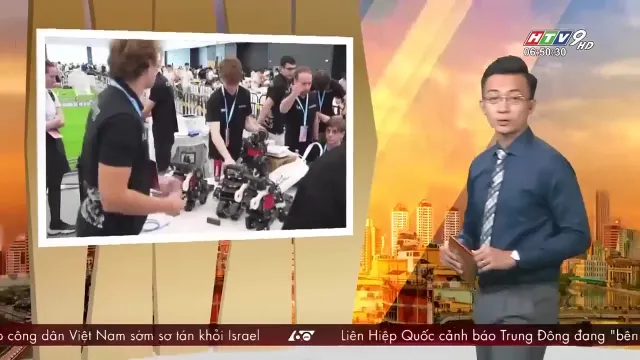 HTV9 HD
06:50:30
công dân Việt Nam sớm sơ tán khỏi Israel
Liên Hiệp Quốc cảnh báo Trung Đông đang "bên